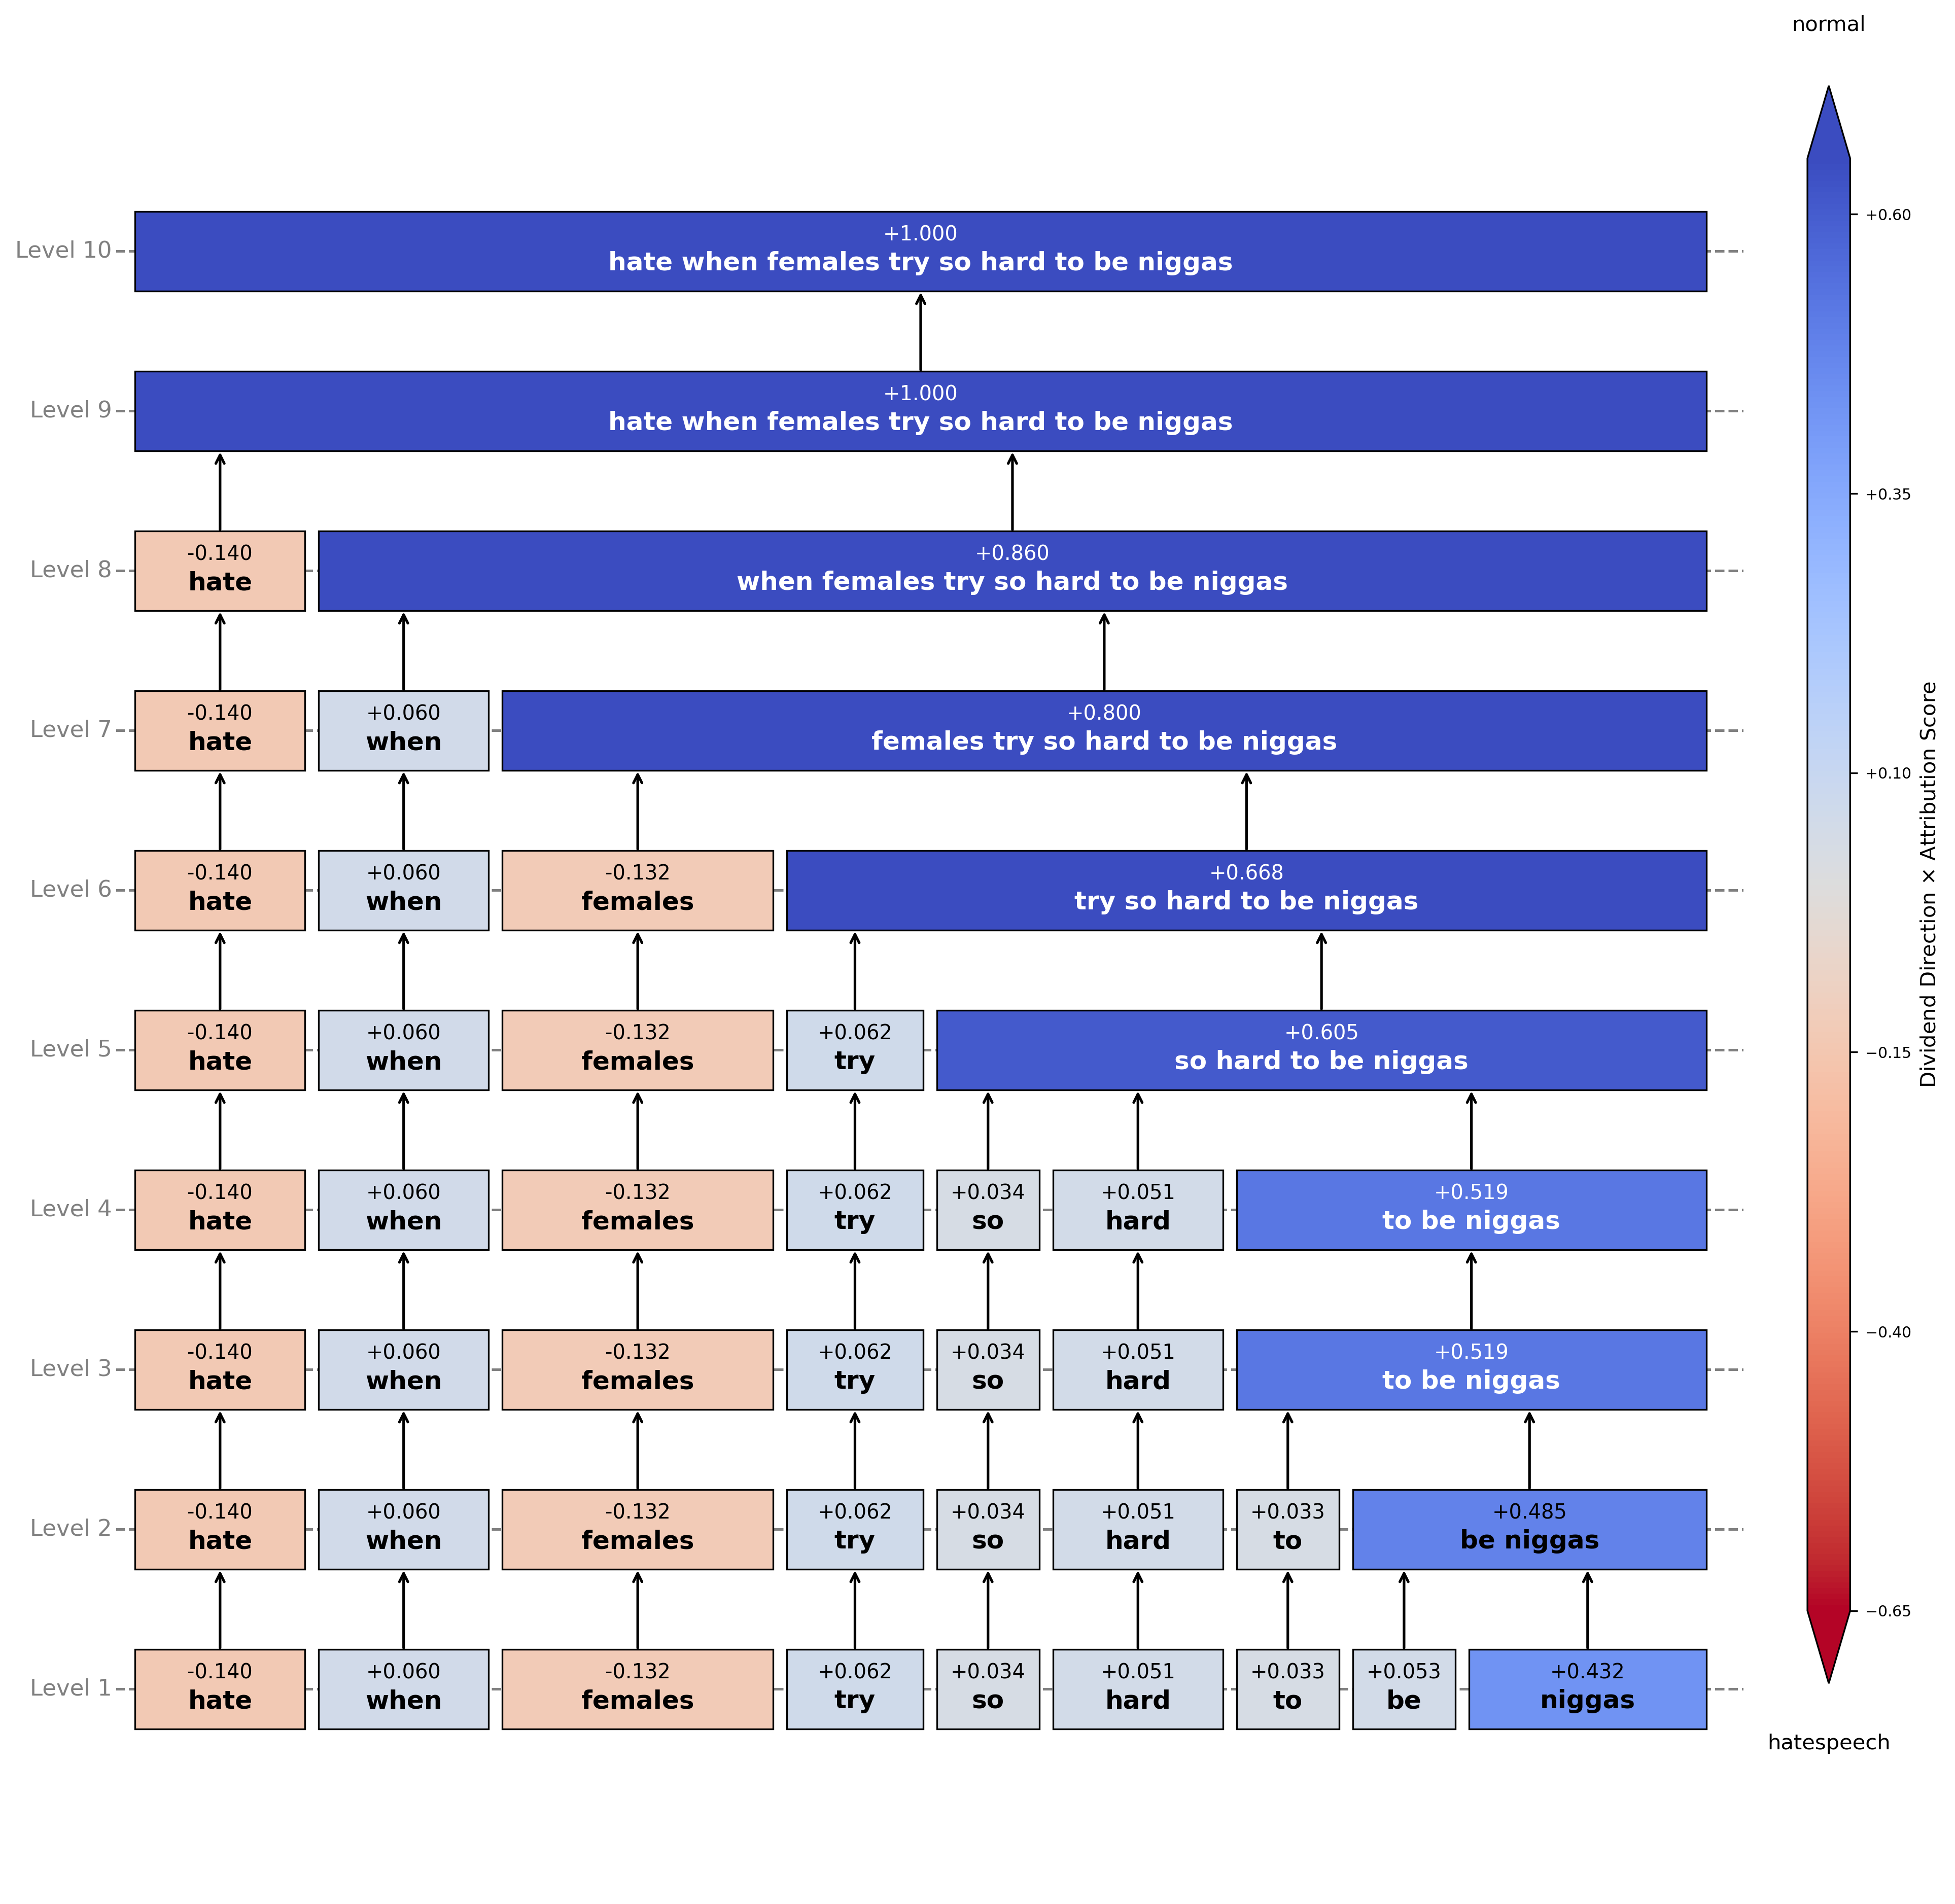 normal
Level 10
+1.000
hate when females try so hard to be niggas
Level 9
+1.000
hate when females try so hard to be niggas
Level 8
-0.140 +0.860
hate when females try so hard to be niggas
Level 7
-0.140 +0.060 +0.800
hate when females try so hard to be niggas
Level 6
-0.140 +0.060 -0.132 +0.668
hate when females try so hard to be niggas
Level 5
-0.140 +0.060 -0.132 +0.062 +0.605
hate when females try so hard to be niggas
Level 4
-0.140 +0.060 -0.132 +0.062 +0.034 +0.051 +0.519
hate when females try so hard to be niggas
Level 3
-0.140 +0.060 -0.132 +0.062 +0.034 +0.051 +0.519
hate when females try so hard to be niggas
Level 2
-0.140 +0.060 -0.132 +0.062 +0.034 +0.051 +0.033 +0.485
hate when females try so hard to be niggas
Level 1
-0.140 +0.060 -0.132 +0.062 +0.034 +0.051 +0.033 +0.053 +0.432
hate when females try so hard to be niggas
+0.60
+0.35
+0.10
−0.15
−0.40
−0.65
Dividend Direction × Attribution Score
hatespeech